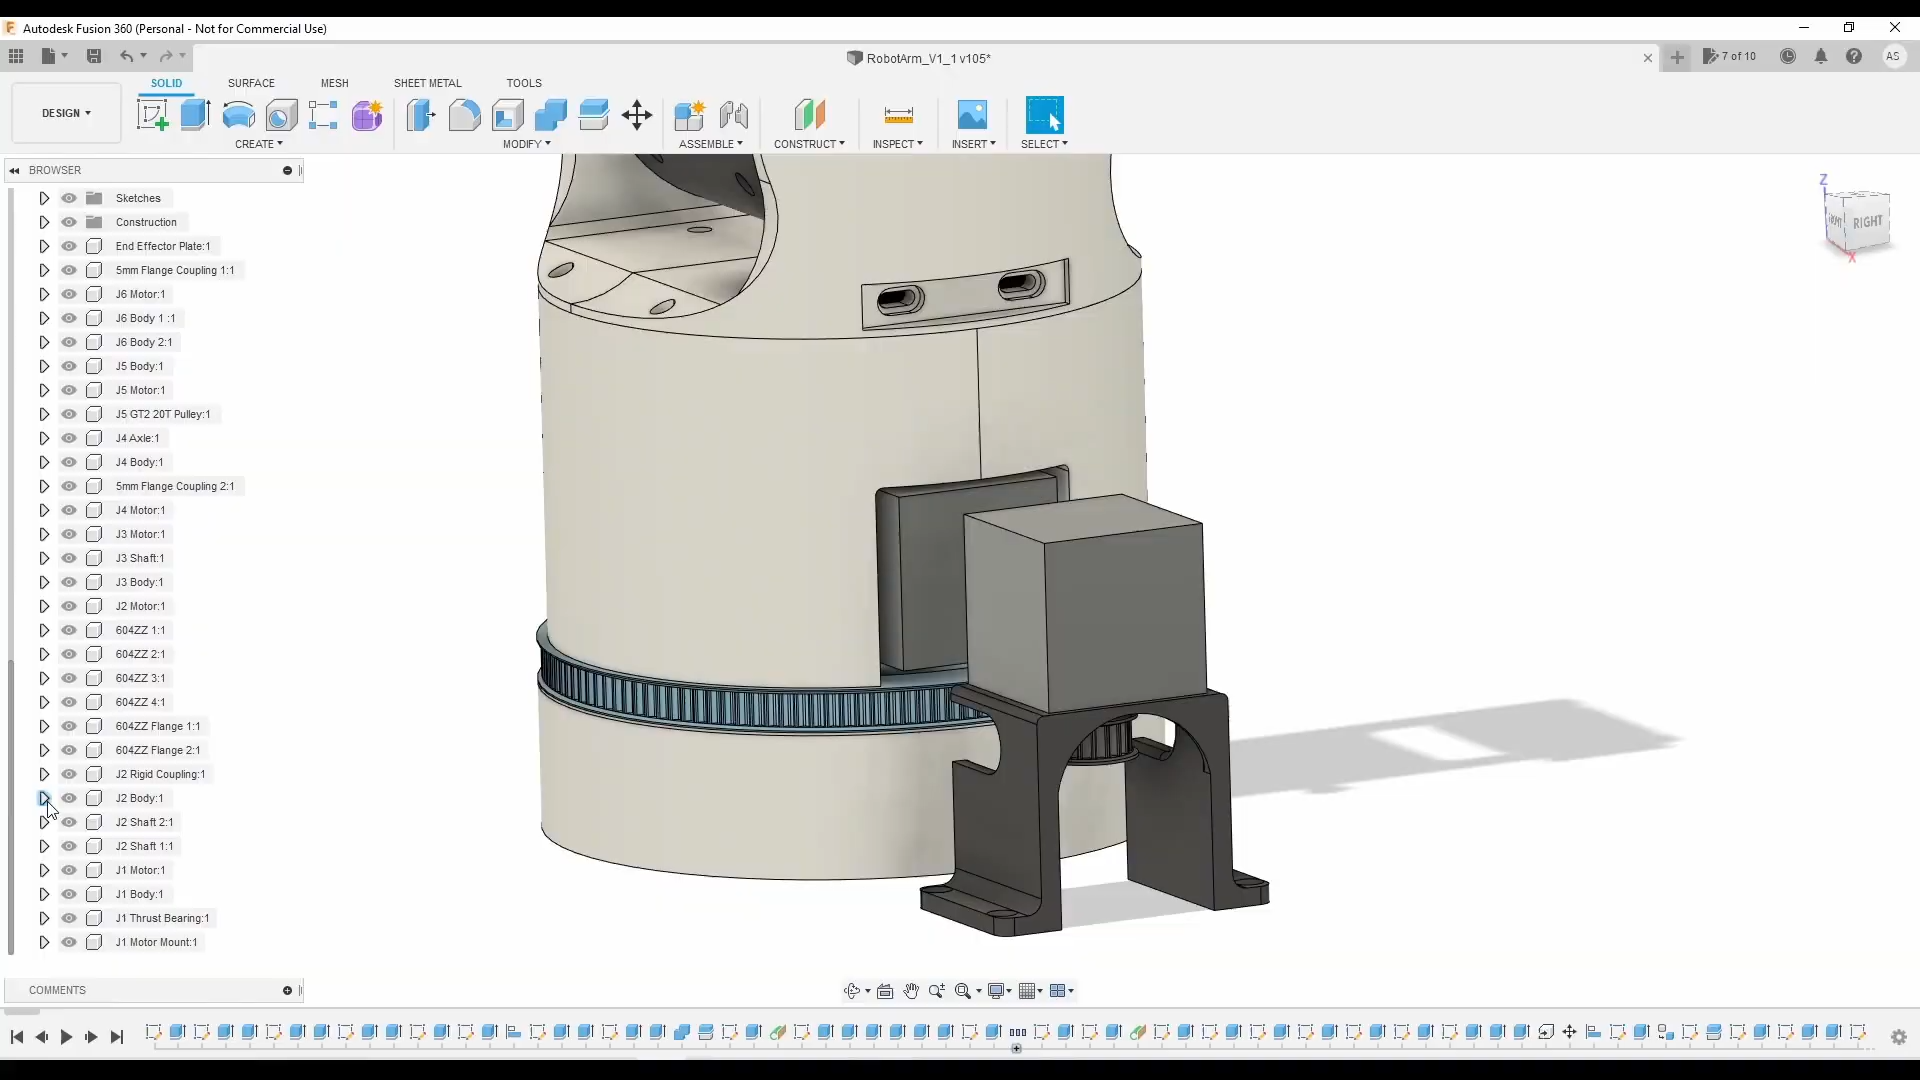 Autodesk Fusion 360 (Personal - Not for Commercial Use)
RobotArm_V1_1 v105*
7 of 10
AS
DESIGN
SOLID
SURFACE
MESH
SHEET METAL
TOOLS
CREATE
MODIFY
ASSEMBLE
CONSTRUCT
INSPECT
INSERT
SELECT
BROWSER
Sketches
Construction
End Effector Plate:1
5mm Flange Coupling 1:1
J6 Motor:1
J6 Body 1 :1
J6 Body 2:1
J5 Body:1
J5 Motor:1
J5 GT2 20T Pulley:1
J4 Axle:1
J4 Body:1
5mm Flange Coupling 2:1
J4 Motor:1
J3 Motor:1
J3 Shaft:1
J3 Body:1
J2 Motor:1
604ZZ 1:1
604ZZ 2:1
604ZZ 3:1
604ZZ 4:1
604ZZ Flange 1:1
604ZZ Flange 2:1
J2 Rigid Coupling:1
J2 Body:1
J2 Shaft 2:1
J2 Shaft 1:1
J1 Motor:1
J1 Body:1
J1 Thrust Bearing:1
J1 Motor Mount:1
COMMENTS
Z
RIGHT
X